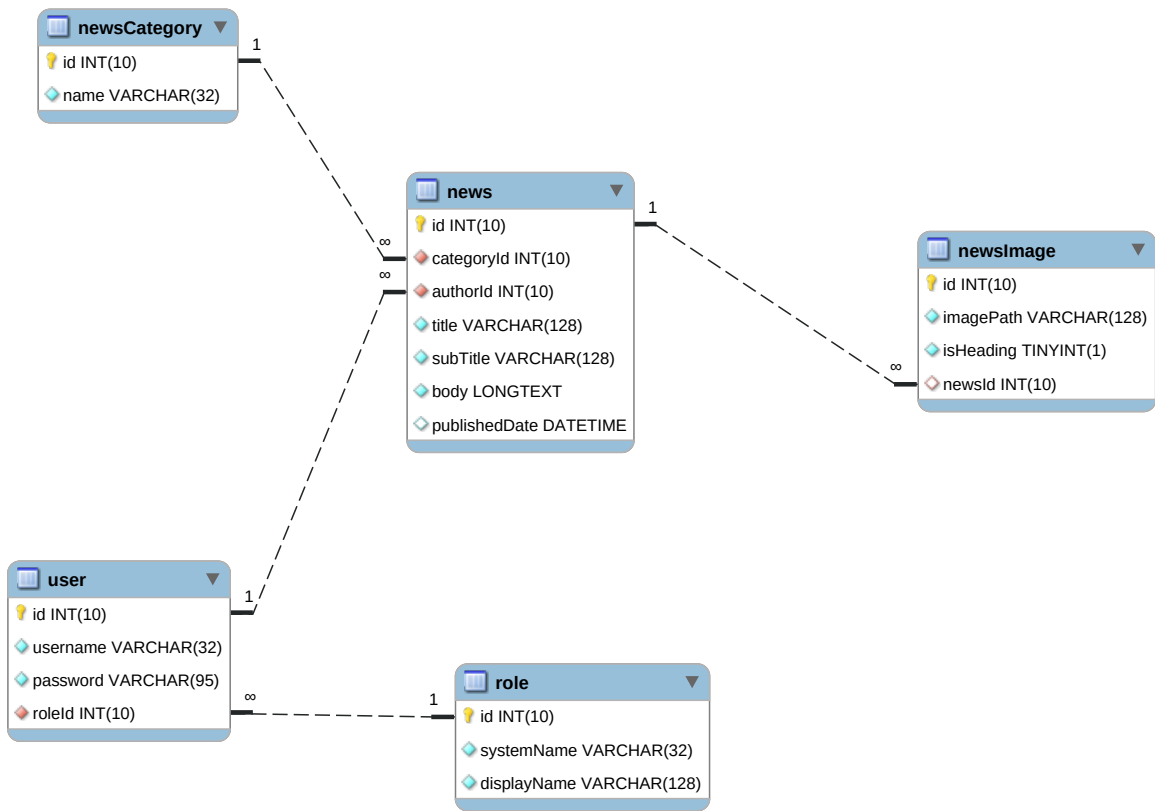 newsCategory
id INT(10)
name VARCHAR(32)
1
∞
∞
news
id INT(10)
categoryId INT(10)
authorId INT(10)
title VARCHAR(128)
subTitle VARCHAR(128)
body LONGTEXT
publishedDate DATETIME
1
∞
newsImage
id INT(10)
imagePath VARCHAR(128)
isHeading TINYINT(1)
newsId INT(10)
user
id INT(10)
username VARCHAR(32)
password VARCHAR(95)
roleId INT(10)
1
∞
1
role
id INT(10)
systemName VARCHAR(32)
displayName VARCHAR(128)